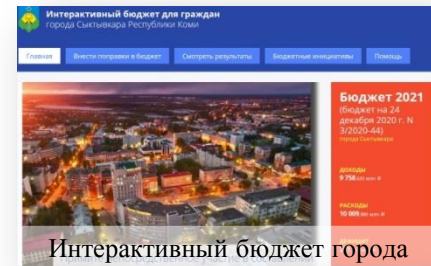 Интерактивный бюджет для граждан
города Сыктывкара Республики Коми
Главная
Внести поправки в бюджет
Смотреть результаты
Бюджетные инициативы
Помощь
Бюджет 2021
(бюджет на 24
декабря 2020 г. N
3/2020-44)
города Сыктывкара
ДОХОДЫ
9 758
РАСХОДЫ
10 009
Интерактивный бюджет города